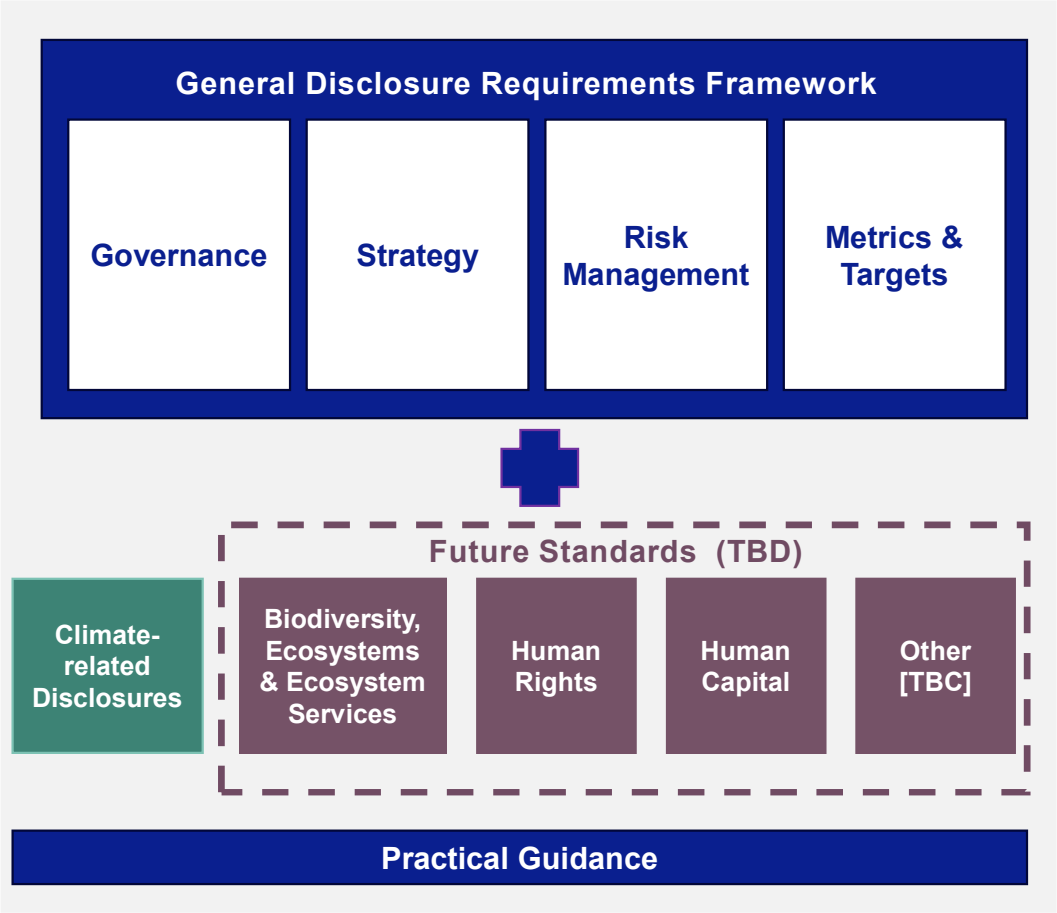 General Disclosure Requirements Framework
Governance
Strategy
Risk
Management
Metrics &
Targets
Future Standards (TBD)
Climate-
related
Disclosures
Biodiversity,
Ecosystems
& Ecosystem
Services
Human
Rights
Human
Capital
Other
[TBC]
Practical Guidance